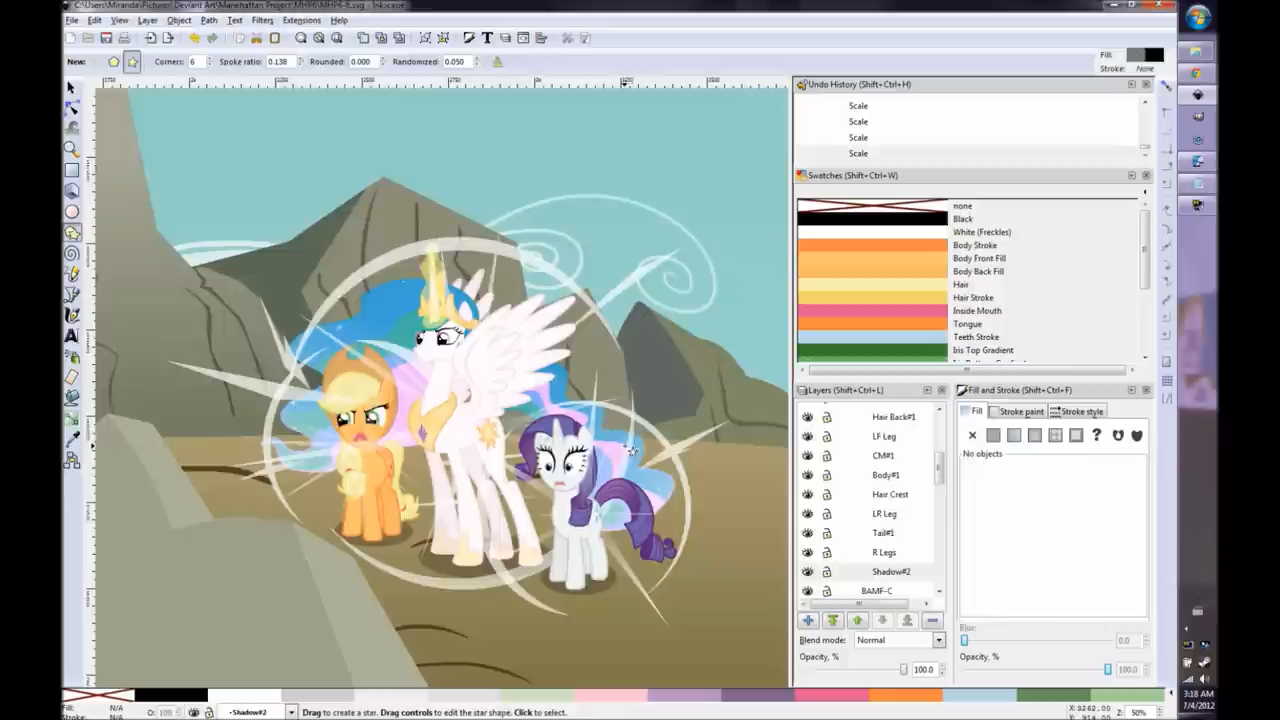 C:\Users\Miranda\Pictures\Deviant Art\Manehattan Project\MHP6\MHP6-8.svg - Inkscape
File Edit View Layer Object Path Text Filters Extensions Help
New: Corners: 6 Spoke ratio: 0.138 Rounded: 0.000 Randomized: 0.050
Fill:
Stroke: None
Undo History (Shift+Ctrl+H)
Scale
Scale
Scale
Scale
Swatches (Shift+Ctrl+W)
none
Black
White (Freckles)
Body Stroke
Body Front Fill
Body Back Fill
Hair
Hair Stroke
Inside Mouth
Tongue
Teeth Stroke
Iris Top Gradient
Layers (Shift+Ctrl+L)
Hair Back#1
LF Leg
CM#1
Body#1
Hair Crest
LR Leg
Tail#1
R Legs
Shadow#2
BAMF-C
Blend mode: Normal
Opacity, % 100.0
Fill and Stroke (Shift+Ctrl+F)
Fill Stroke paint Stroke style
No objects
Blur: 0.0
Opacity, % 100.0
Fill: N/A
Stroke: N/A
O: 100
-Shadow#2
Drag to create a star. Drag controls to edit the star shape. Click to select.
X: 3262.00
Y: 914.00
Z: 50%
3:18 AM
7/4/2012